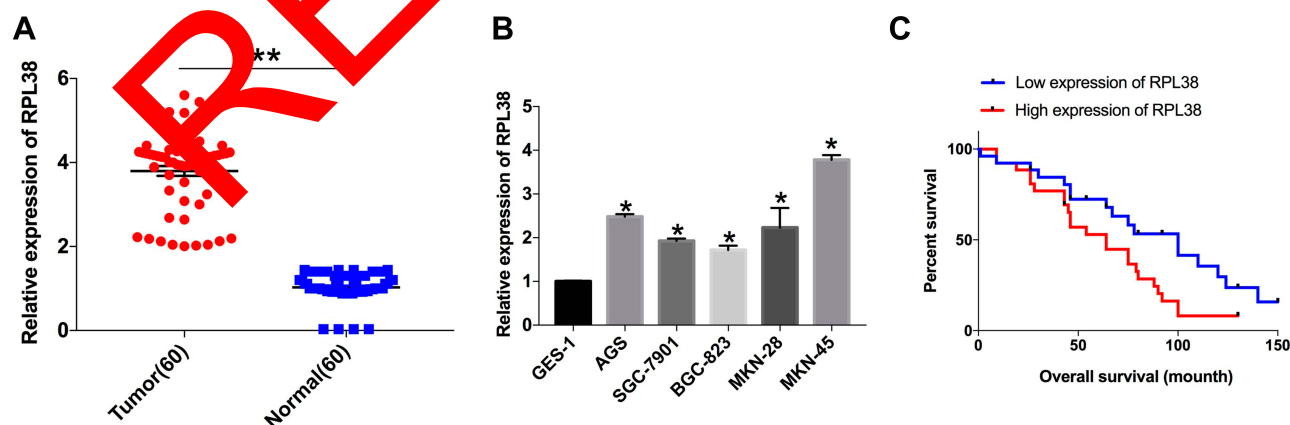 A
Relative expression of RPL38
6
4
2
0
**
Tumor(60)
Normal(60)
B
Relative expression of RPL38
5
4
3
2
1
0
*
*
*
*
*
GES-1
AGS
SGC-7901
BGC-823
MKN-28
MKN-45
C
Low expression of RPL38
High expression of RPL38
Percent survival
100
50
0
0 50 100 150
Overall survival (mounth)
R